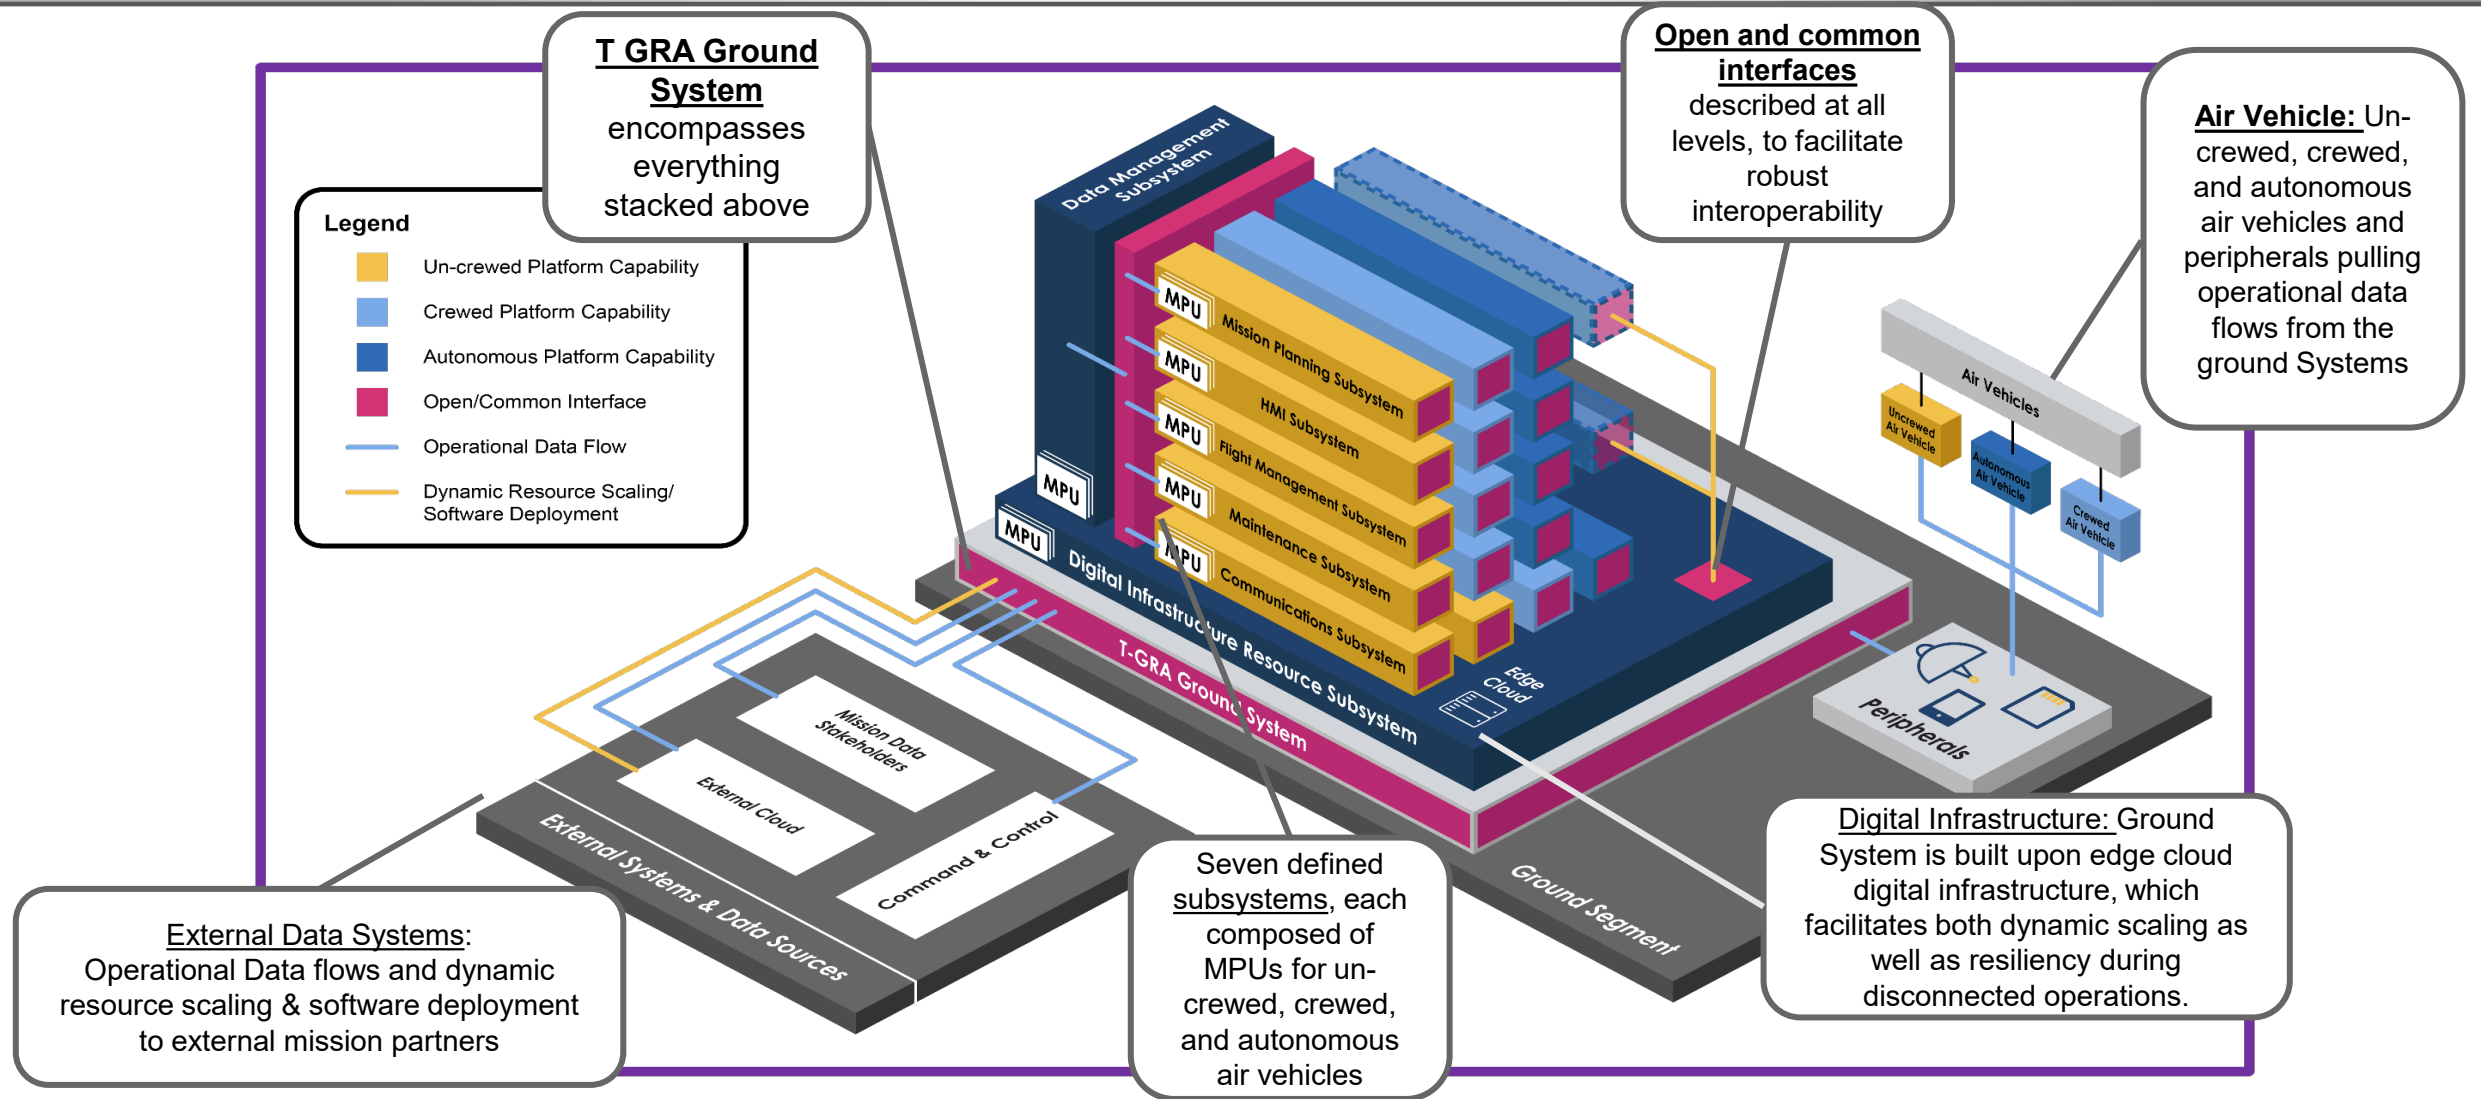 T GRA Ground
System
encompasses
everything
stacked above
Open and common
interfaces
described at all
levels, to facilitate
robust
interoperability
Air Vehicle: Un-
crewed, crewed,
and autonomous
air vehicles and
peripherals pulling
operational data
flows from the
ground Systems
Legend
Un-crewed Platform Capability
Crewed Platform Capability
Autonomous Platform Capability
Open/Common Interface
Operational Data Flow
Dynamic Resource Scaling/
Software Deployment
Data Management
Subsystem
MPU
MPU
MPU
Mission Planning Subsystem
MPU
HMI Subsystem
MPU
Flight Management Subsystem
MPU
Maintenance Subsystem
MPU
Communications Subsystem
Digital Infrastructure Resource Subsystem
T-GRA Ground System
Edge
Cloud
Air Vehicles
Uncrewed
Air Vehicle
Autonomous
Air Vehicle
Crewed
Air Vehicle
Peripherals
Ground Segment
Mission Data
Stakeholders
External Cloud
Command & Control
External Systems & Data Sources
External Data Systems:
Operational Data flows and dynamic
resource scaling & software deployment
to external mission partners
Seven defined
subsystems, each
composed of
MPUs for un-
crewed, crewed,
and autonomous
air vehicles
Digital Infrastructure: Ground
System is built upon edge cloud
digital infrastructure, which
facilitates both dynamic scaling as
well as resiliency during
disconnected operations.